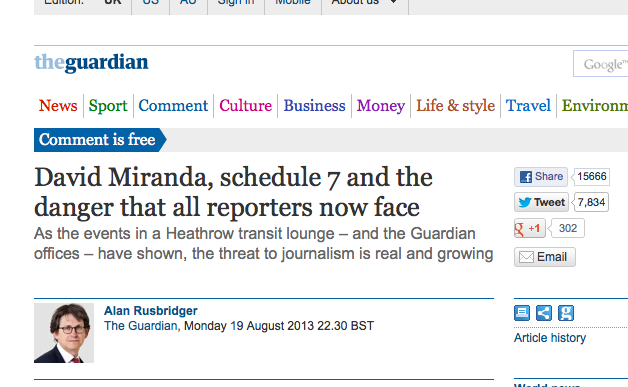 Edition: UK US AU Sign in Mobile About us
theguardian
Google™
News Sport Comment Culture Business Money Life & style Travel Environm
Comment is free
David Miranda, schedule 7 and the
danger that all reporters now face
As the events in a Heathrow transit lounge – and the Guardian
offices – have shown, the threat to journalism is real and growing
Share 15666
Tweet 7,834
+1 302
Email
Alan Rusbridger
The Guardian, Monday 19 August 2013 22.30 BST
Article history
World news